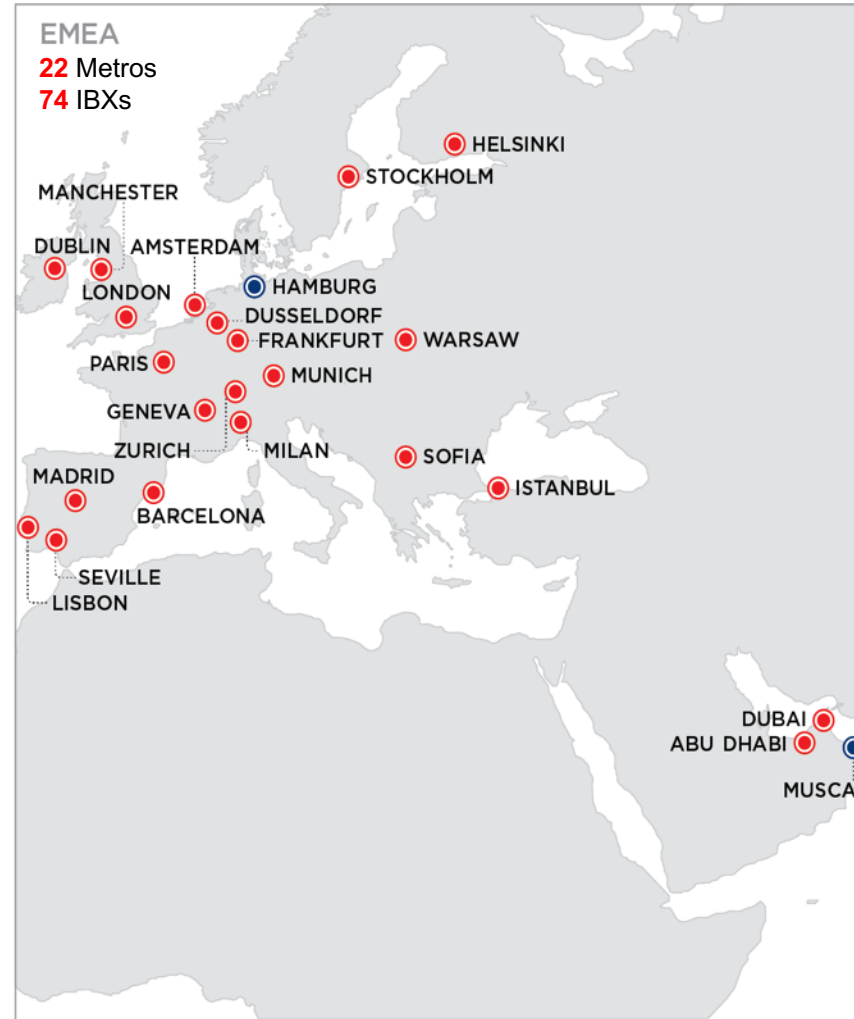 EMEA
22 Metros
74 IBXs
HELSINKI
STOCKHOLM
MANCHESTER
DUBLIN
AMSTERDAM
HAMBURG
LONDON
DUSSELDORF
FRANKFURT
WARSAW
PARIS
MUNICH
GENEVA
ZURICH
MILAN
SOFIA
MADRID
ISTANBUL
BARCELONA
SEVILLE
LISBON
DUBAI
ABU DHABI
MUSCA